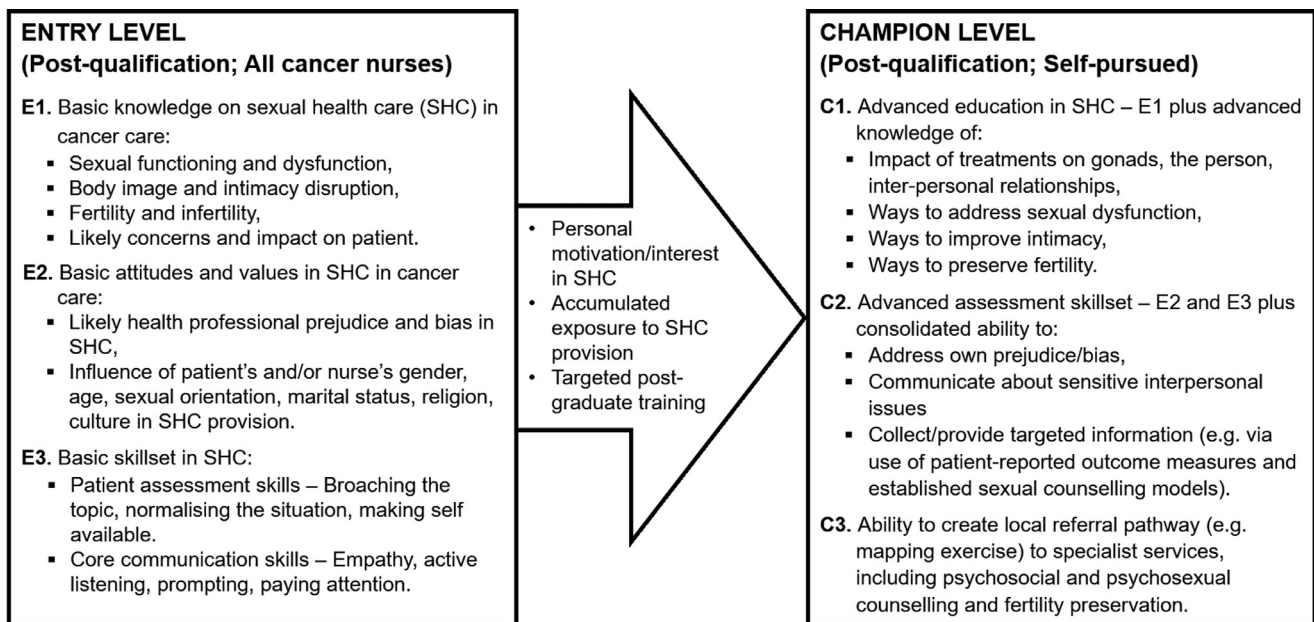 ENTRY LEVEL
(Post-qualification; All cancer nurses)
E1. Basic knowledge on sexual health care (SHC) in
cancer care:
▪ Sexual functioning and dysfunction,
▪ Body image and intimacy disruption,
▪ Fertility and infertility,
▪ Likely concerns and impact on patient.
E2. Basic attitudes and values in SHC in cancer
care:
▪ Likely health professional prejudice and bias in
SHC,
▪ Influence of patient’s and/or nurse’s gender,
age, sexual orientation, marital status, religion,
culture in SHC provision.
E3. Basic skillset in SHC:
▪ Patient assessment skills – Broaching the
topic, normalising the situation, making self
available.
▪ Core communication skills – Empathy, active
listening, prompting, paying attention.
• Personal
motivation/interest
in SHC
• Accumulated
exposure to SHC
provision
• Targeted post-
graduate training
CHAMPION LEVEL
(Post-qualification; Self-pursued)
C1. Advanced education in SHC – E1 plus advanced
knowledge of:
▪ Impact of treatments on gonads, the person,
inter-personal relationships,
▪ Ways to address sexual dysfunction,
▪ Ways to improve intimacy,
▪ Ways to preserve fertility.
C2. Advanced assessment skillset – E2 and E3 plus
consolidated ability to:
▪ Address own prejudice/bias,
▪ Communicate about sensitive interpersonal
issues
▪ Collect/provide targeted information (e.g. via
use of patient-reported outcome measures and
established sexual counselling models).
C3. Ability to create local referral pathway (e.g.
mapping exercise) to specialist services,
including psychosocial and psychosexual
counselling and fertility preservation.